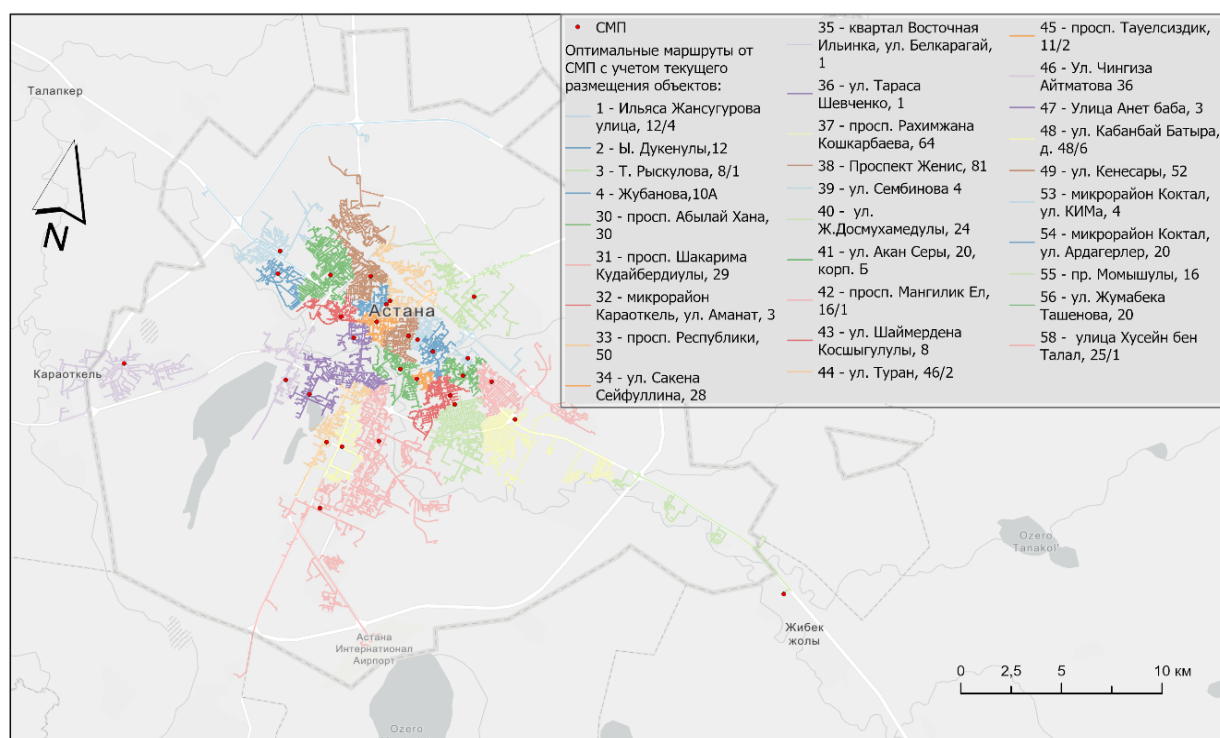 СМП
Оптимальные маршруты от
СМП с учетом текущего
размещения объектов:
1 - Ильяса Жансугурова
улица, 12/4
2 - Ы. Дукенулы,12
3 - Т. Рыскулова, 8/1
4 - Жубанова,10А
30 - просп. Абылай Хана,
30
31 - просп. Шакарима
Кудайбердиулы, 29
32 - микрорайон
Караоткель, ул. Аманат, 3
33 - просп. Республики,
50
34 - ул. Сакена
Сейфуллина, 28
35 - квартал Восточная
Ильинка, ул. Белкарагай,
1
36 - ул. Тараса
Шевченко, 1
37 - просп. Рахимжана
Кошкарбаева, 64
38 - Проспект Женис, 81
39 - ул. Сембинова 4
40 - ул.
Ж.Досмухамедулы, 24
41 - ул. Акан Серы, 20,
корп. Б
42 - просп. Мангилик Ел,
16/1
43 - ул. Шаймердена
Косшыгулулы, 8
44 - ул. Туран, 46/2
45 - просп. Тауелсиздик,
11/2
46 - Ул. Чингиза
Айтматова 36
47 - Улица Анет баба, 3
48 - ул. Кабанбай Батыра,
д. 48/6
49 - ул. Кенесары, 52
53 - микрорайон Коктал,
ул. КИМа, 4
54 - микрорайон Коктал,
ул. Ардагерлер, 20
55 - пр. Момышулы, 16
56 - ул. Жумабека
Ташенова, 20
58 - улица Хусейн бен
Талал, 25/1
Талапкер
N
Астана
Караоткель
Ozero
Tanakol'
Жибек
жолы
Астана
Интернатионал
Аирпорт
Ozero
0 2,5 5 10 км